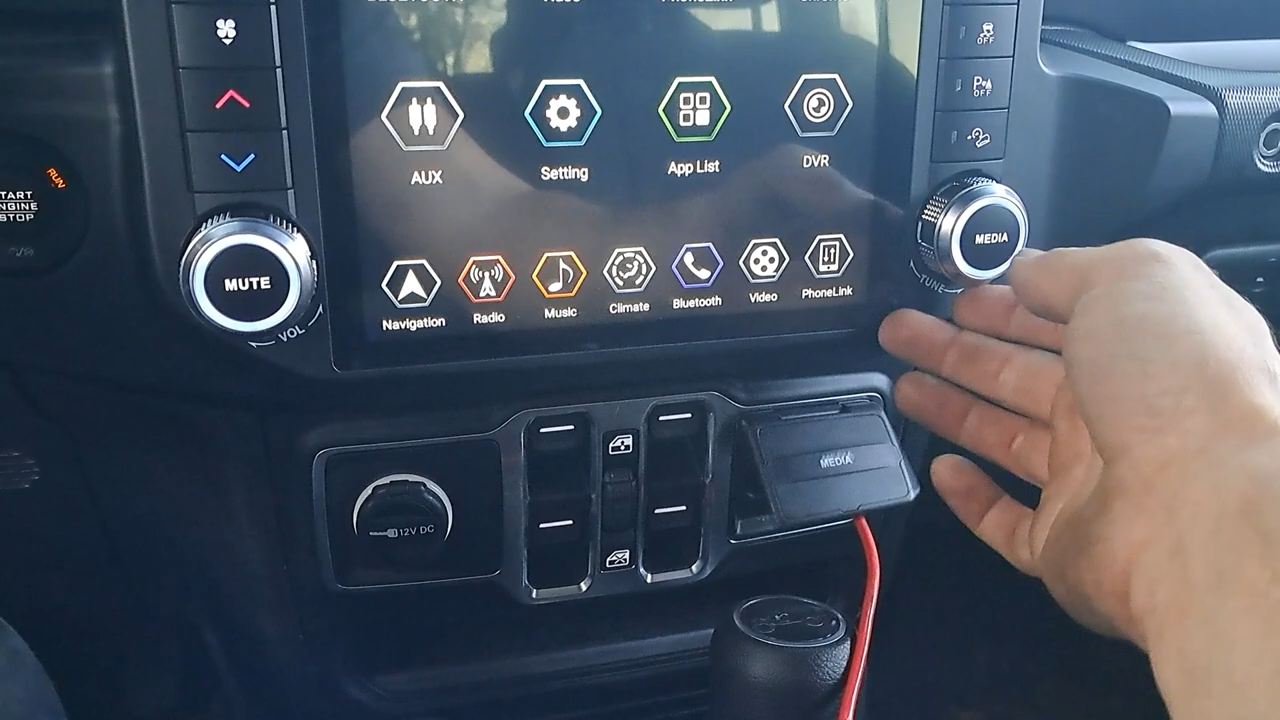 OFF
P OFF
AUX
Setting
App List
DVR
RUN
START
ENGINE
STOP
MUTE
VOL
MEDIA
TUNE
Navigation
Radio
Music
Climate
Bluetooth
Video
PhoneLink
12V DC
MEDIA